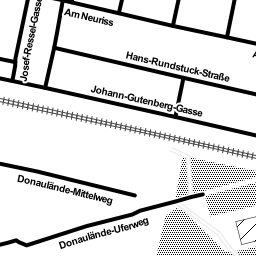 Josef-Ressel-Gasse
Am Neuriss
Hans-Rundstuck-Straße
Johann-Gutenberg-Gasse
Donaulände-Mittelweg
Donaulände-Uferweg